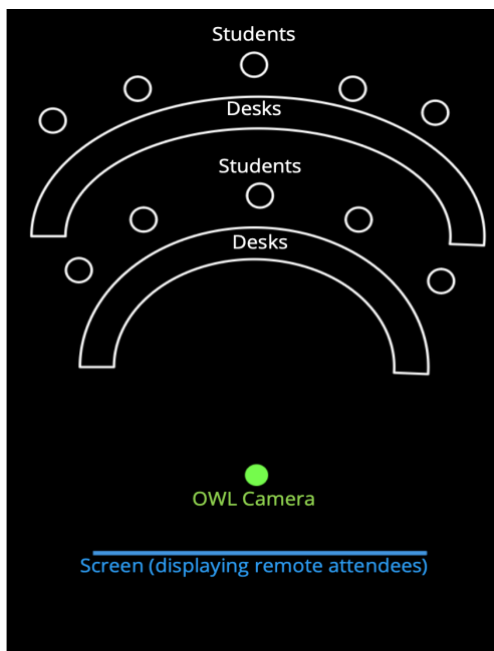 Students
Desks
Students
Desks
OWL Camera
Screen (displaying remote attendees)